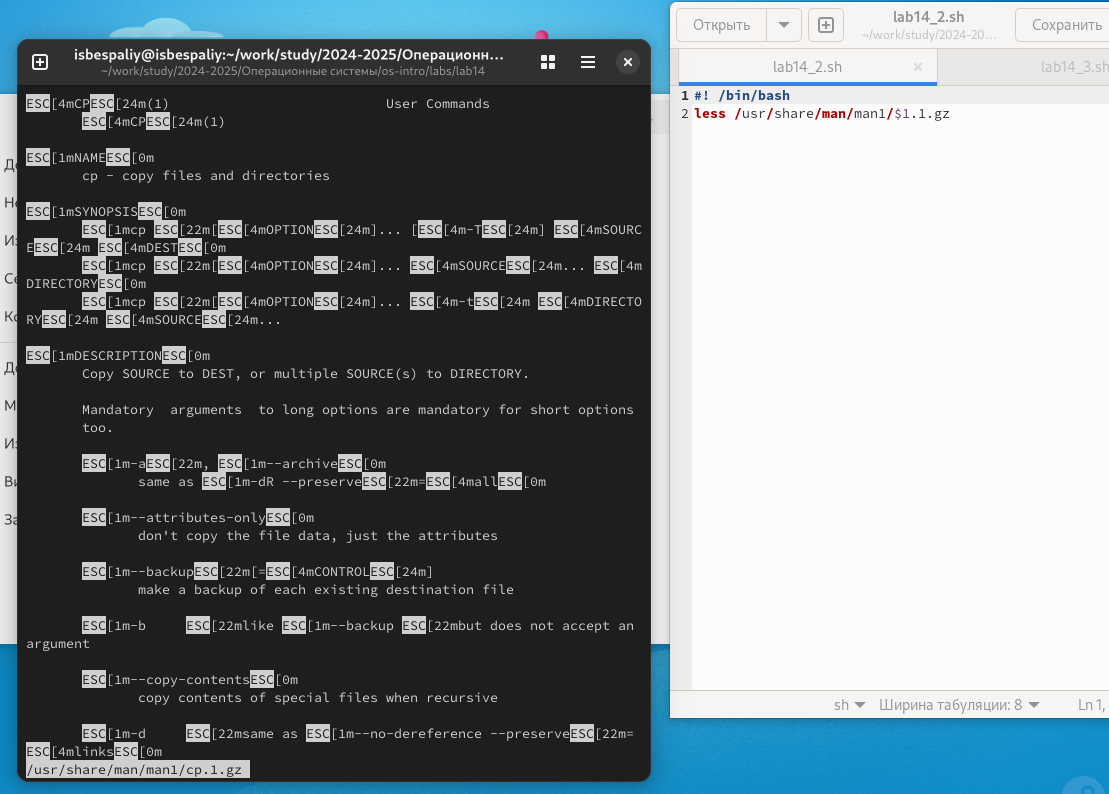 isbespaliy@isbespaliy:~/work/study/2024-2025/Операционн...
~/work/study/2024-2025/Операционные системы/os-intro/labs/lab14
ESC[4mCPESC[24m(1) User Commands
ESC[4mCPESC[24m(1)
ESC[1mNAMEESC[0m
cp - copy files and directories
ESC[1mSYNOPSISESC[0m
ESC[1mcp ESC[22m[ESC[4mOPTIONESC[24m]... [ESC[4m-TESC[24m] ESC[4mSOURC
EESC[24m ESC[4mDESTESC[0m
ESC[1mcp ESC[22m[ESC[4mOPTIONESC[24m]... ESC[4mSOURCEESC[24m... ESC[4m
DIRECTORYESC[0m
ESC[1mcp ESC[22m[ESC[4mOPTIONESC[24m]... ESC[4m-tESC[24m ESC[4mDIRECTO
RYESC[24m ESC[4mSOURCEESC[24m...
ESC[1mDESCRIPTIONESC[0m
Copy SOURCE to DEST, or multiple SOURCE(s) to DIRECTORY.
Mandatory arguments to long options are mandatory for short options
too.
ESC[1m-aESC[22m, ESC[1m--archiveESC[0m
same as ESC[1m-dR --preserveESC[22m=ESC[4mallESC[0m
ESC[1m--attributes-onlyESC[0m
don't copy the file data, just the attributes
ESC[1m--backupESC[22m[=ESC[4mCONTROLESC[24m]
make a backup of each existing destination file
ESC[1m-b ESC[22mlike ESC[1m--backup ESC[22mbut does not accept an
argument
ESC[1m--copy-contentsESC[0m
copy contents of special files when recursive
ESC[1m-d ESC[22msame as ESC[1m--no-dereference --preserveESC[22m=
ESC[4mlinksESC[0m
/usr/share/man/man1/cp.1.gz
Открыть
lab14_2.sh
~/work/study/2024-20...
Сохранить
lab14_2.sh
lab14_3.sh
1 #! /bin/bash
2 less /usr/share/man/man1/$1.1.gz
sh Ширина табуляции: 8 Ln 1,